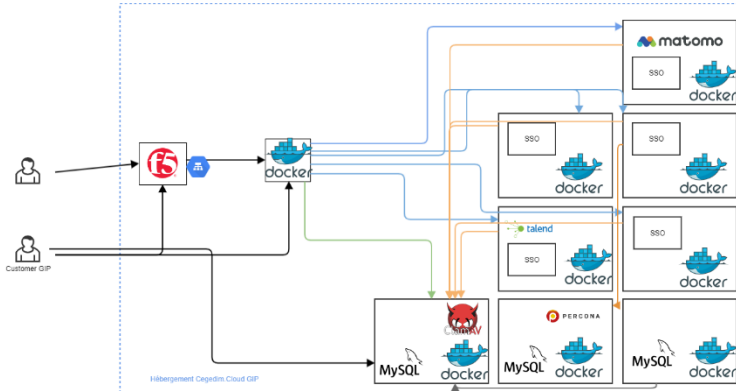 matomo
SSO
docker
f5
docker
SSO
docker
SSO
docker
talend
SSO
docker
SSO
docker
Customer GIP
ClamAV
MySQL
docker
PERCONA
MySQL
docker
MySQL
docker
Hébergement Cegedim.Cloud GIP